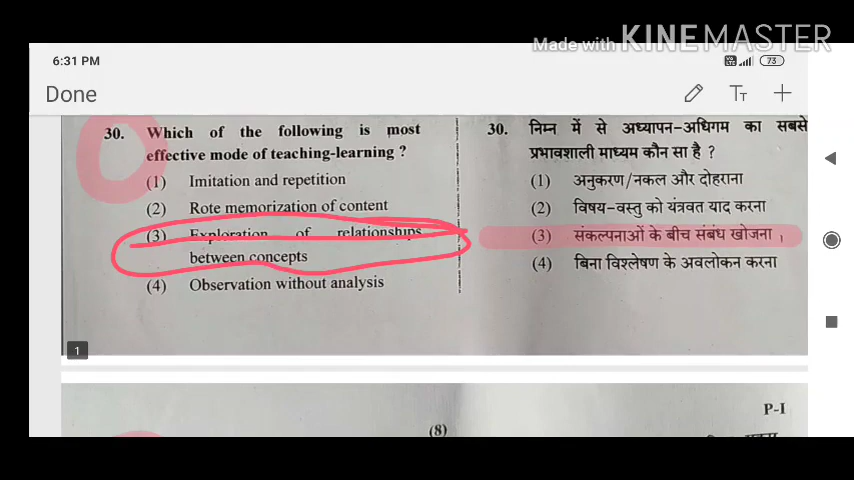 Made with KINEMASTER
6:31 PM
73
Done
30. Which of the following is most
effective mode of teaching-learning ?
(1) Imitation and repetition
(2) Rote memorization of content
(3) Exploration of relationships
between concepts
(4) Observation without analysis
30. निम्न में से अध्यापन-अधिगम का सबसे
प्रभावशाली माध्यम कौन सा है ?
(1) अनुकरण/नकल और दोहराना
(2) विषय-वस्तु को यंत्रवत याद करना
(3) संकल्पनाओं के बीच संबंध खोजना
(4) बिना विश्लेषण के अवलोकन करना
1
P-I
(8)